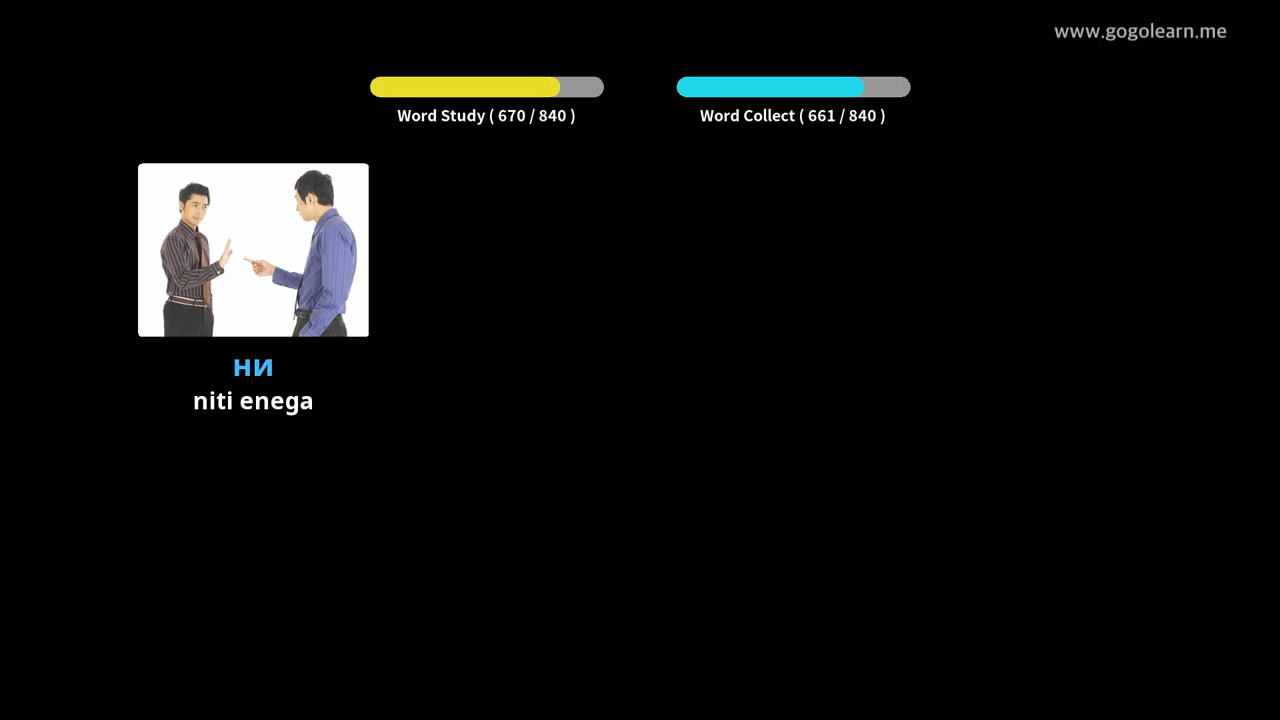 www.gogolearn.me
Word Study ( 670 / 840 )
Word Collect ( 661 / 840 )
ни
niti enega